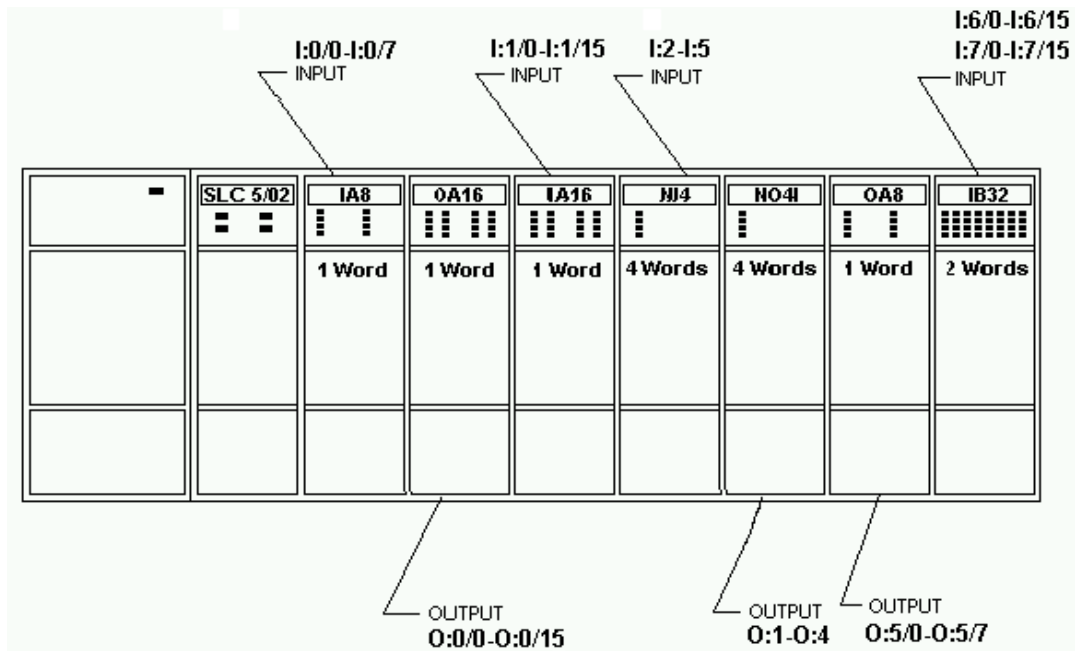 I:0/0-I:0/7
INPUT
I:1/0-I:1/15
INPUT
I:2-I:5
INPUT
I:6/0-I:6/15
I:7/0-I:7/15
INPUT
SLC 5/02
IA8
0A16
IA16
NI4
NO4I
OA8
IB32
1 Word
1 Word
1 Word
4 Words
4 Words
1 Word
2 Words
OUTPUT
O:0/0-O:0/15
OUTPUT
O:1-O:4
OUTPUT
O:5/0-O:5/7